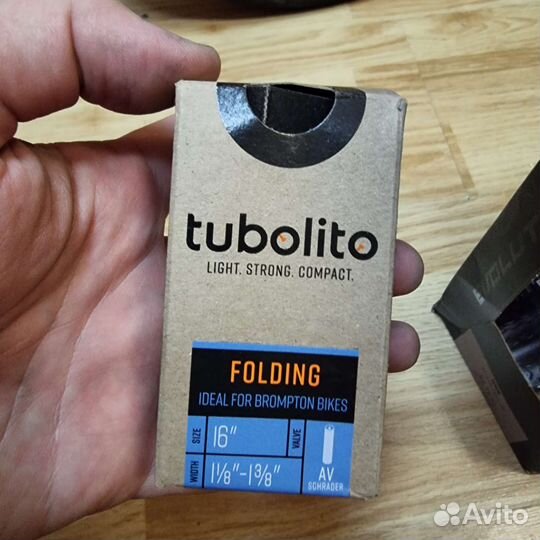 tubolito
LIGHT. STRONG. COMPACT.
FOLDING
IDEAL FOR BROMPTON BIKES
SIZE 16" VALVE
WIDTH 1⅛"-1⅜" AV
SCHRADER
Avito